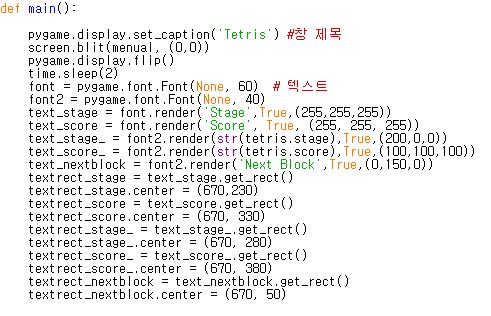 def main():
    pygame.display.set_caption('Tetris') #창 제목
    screen.blit(menual, (0,0))
    pygame.display.flip()
    time.sleep(2)
    font = pygame.font.Font(None, 60)  # 텍스트
    font2 = pygame.font.Font(None, 40)
    text_stage = font.render('Stage',True,(255,255,255))
    text_score = font.render('Score', True, (255, 255, 255))
    text_stage_ = font2.render(str(tetris.stage),True,(200,0,0))
    text_score_ = font2.render(str(tetris.score),True,(100,100,100))
    text_nextblock = font2.render('Next Block',True,(0,150,0))
    textrect_stage = text_stage.get_rect()
    textrect_stage.center = (670,230)
    textrect_score = text_score.get_rect()
    textrect_score.center = (670, 330)
    textrect_stage_ = text_stage_.get_rect()
    textrect_stage_.center = (670, 280)
    textrect_score_ = text_score_.get_rect()
    textrect_score_.center = (670, 380)
    textrect_nextblock = text_nextblock.get_rect()
    textrect_nextblock.center = (670, 50)